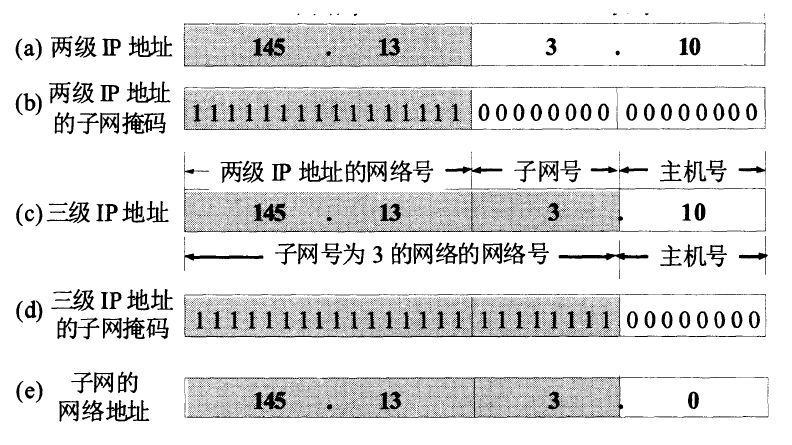 (a) 两级 IP 地址 145 . 13 3 . 10
(b) 两级 IP 地址
的子网掩码
1111111111111111 00000000 00000000
两级 IP 地址的网络号 子网号 主机号
(c) 三级 IP 地址 145 . 13 3 . 10
子网号为 3 的网络的网络号 主机号
(d) 三级 IP 地址
的子网掩码
1111111111111111 11111111 00000000
(e) 子网的
网络地址
145 . 13 3 . 0